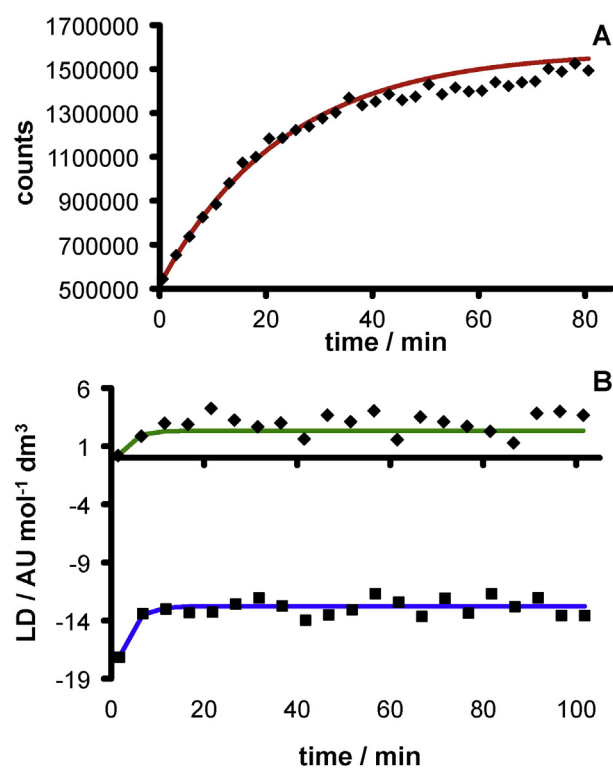 A
1700000
1500000
1300000
1100000
900000
700000
500000
counts
0 20 40 60 80
time / min
B
6
1
-4
-9
-14
-19
LD / AU mol⁻¹ dm³
0 20 40 60 80 100
time / min